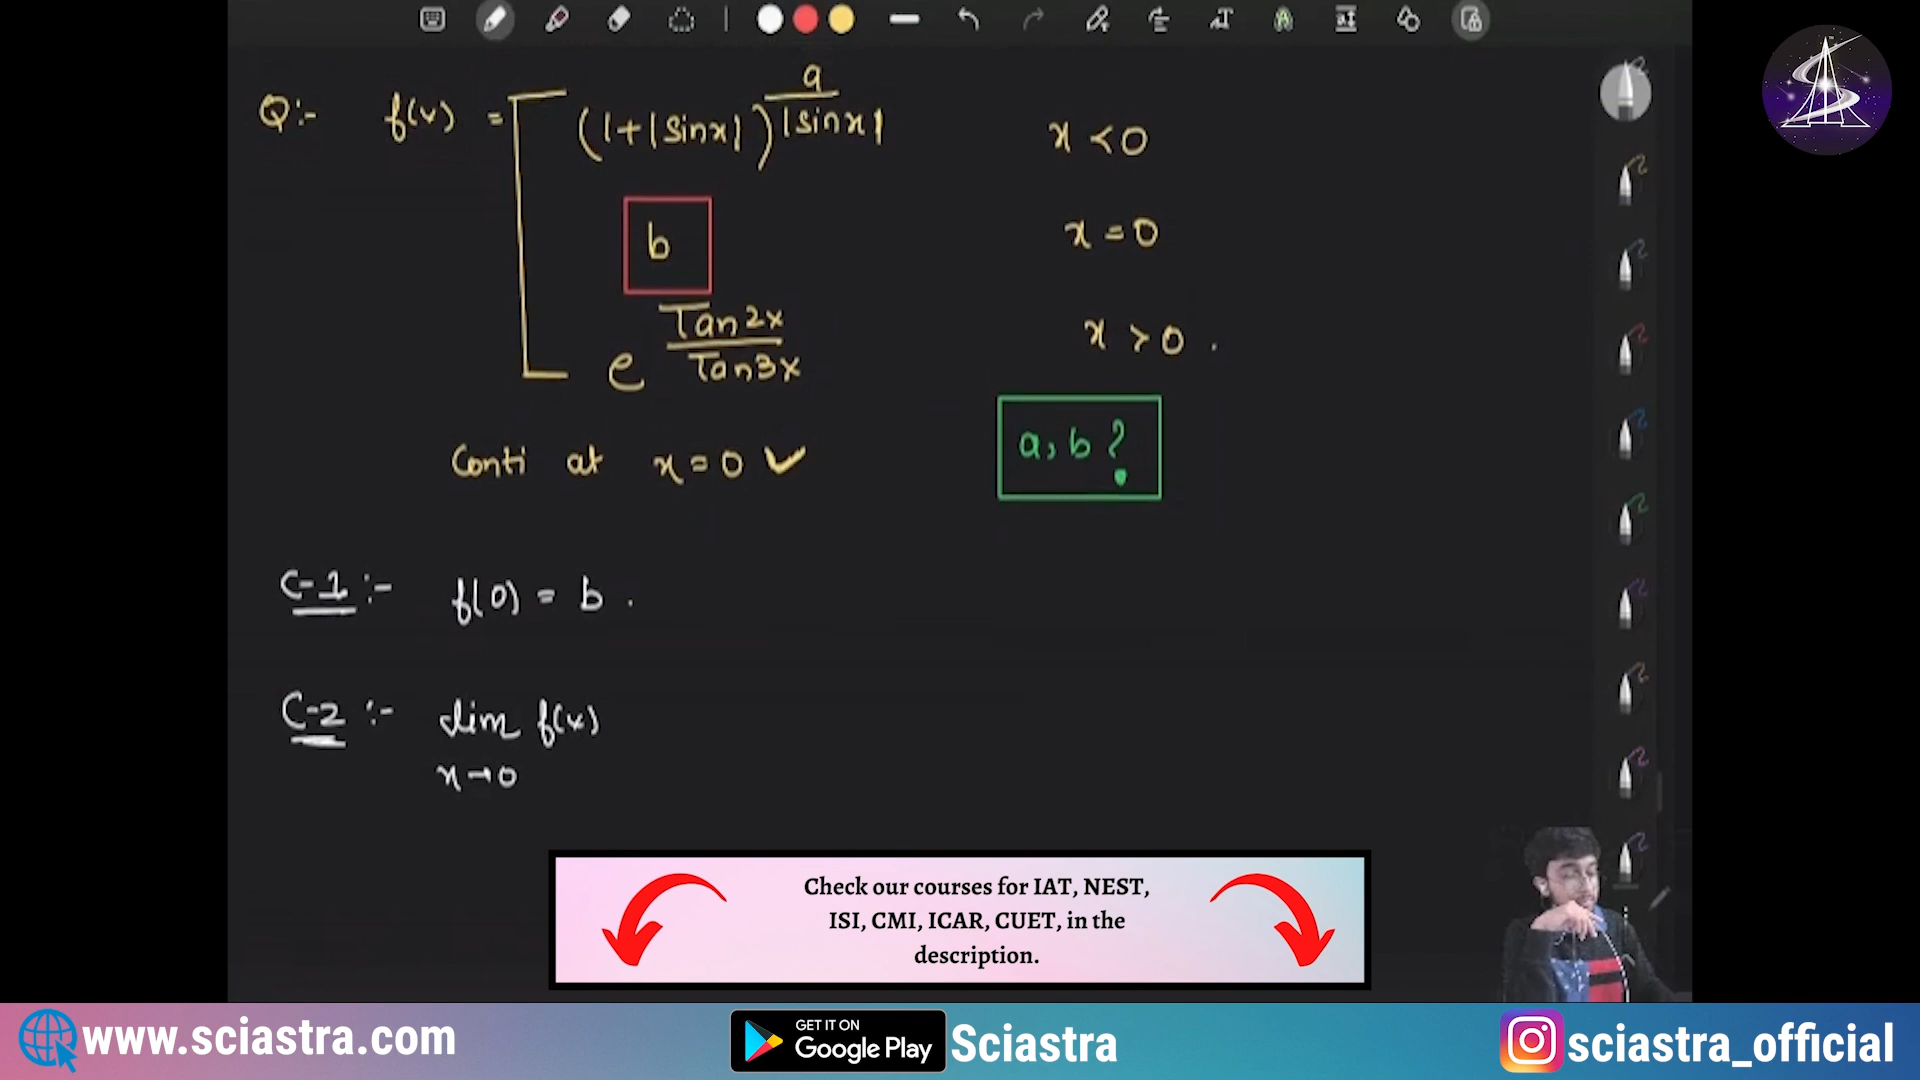 Q:- f(x) = (1+|sinx|)^(a/|sinx|) x < 0
b x = 0
e^(Tan2x/Tan3x) x > 0 .
Conti at x = 0 ✓
a, b ?
C-1 :- f(0) = b .
C-2 :- lim f(x)
x→0
Check our courses for IAT, NEST,
ISI, CMI, ICAR, CUET, in the
description.
www.sciastra.com
GET IT ON
Google Play
Sciastra
sciastra_official